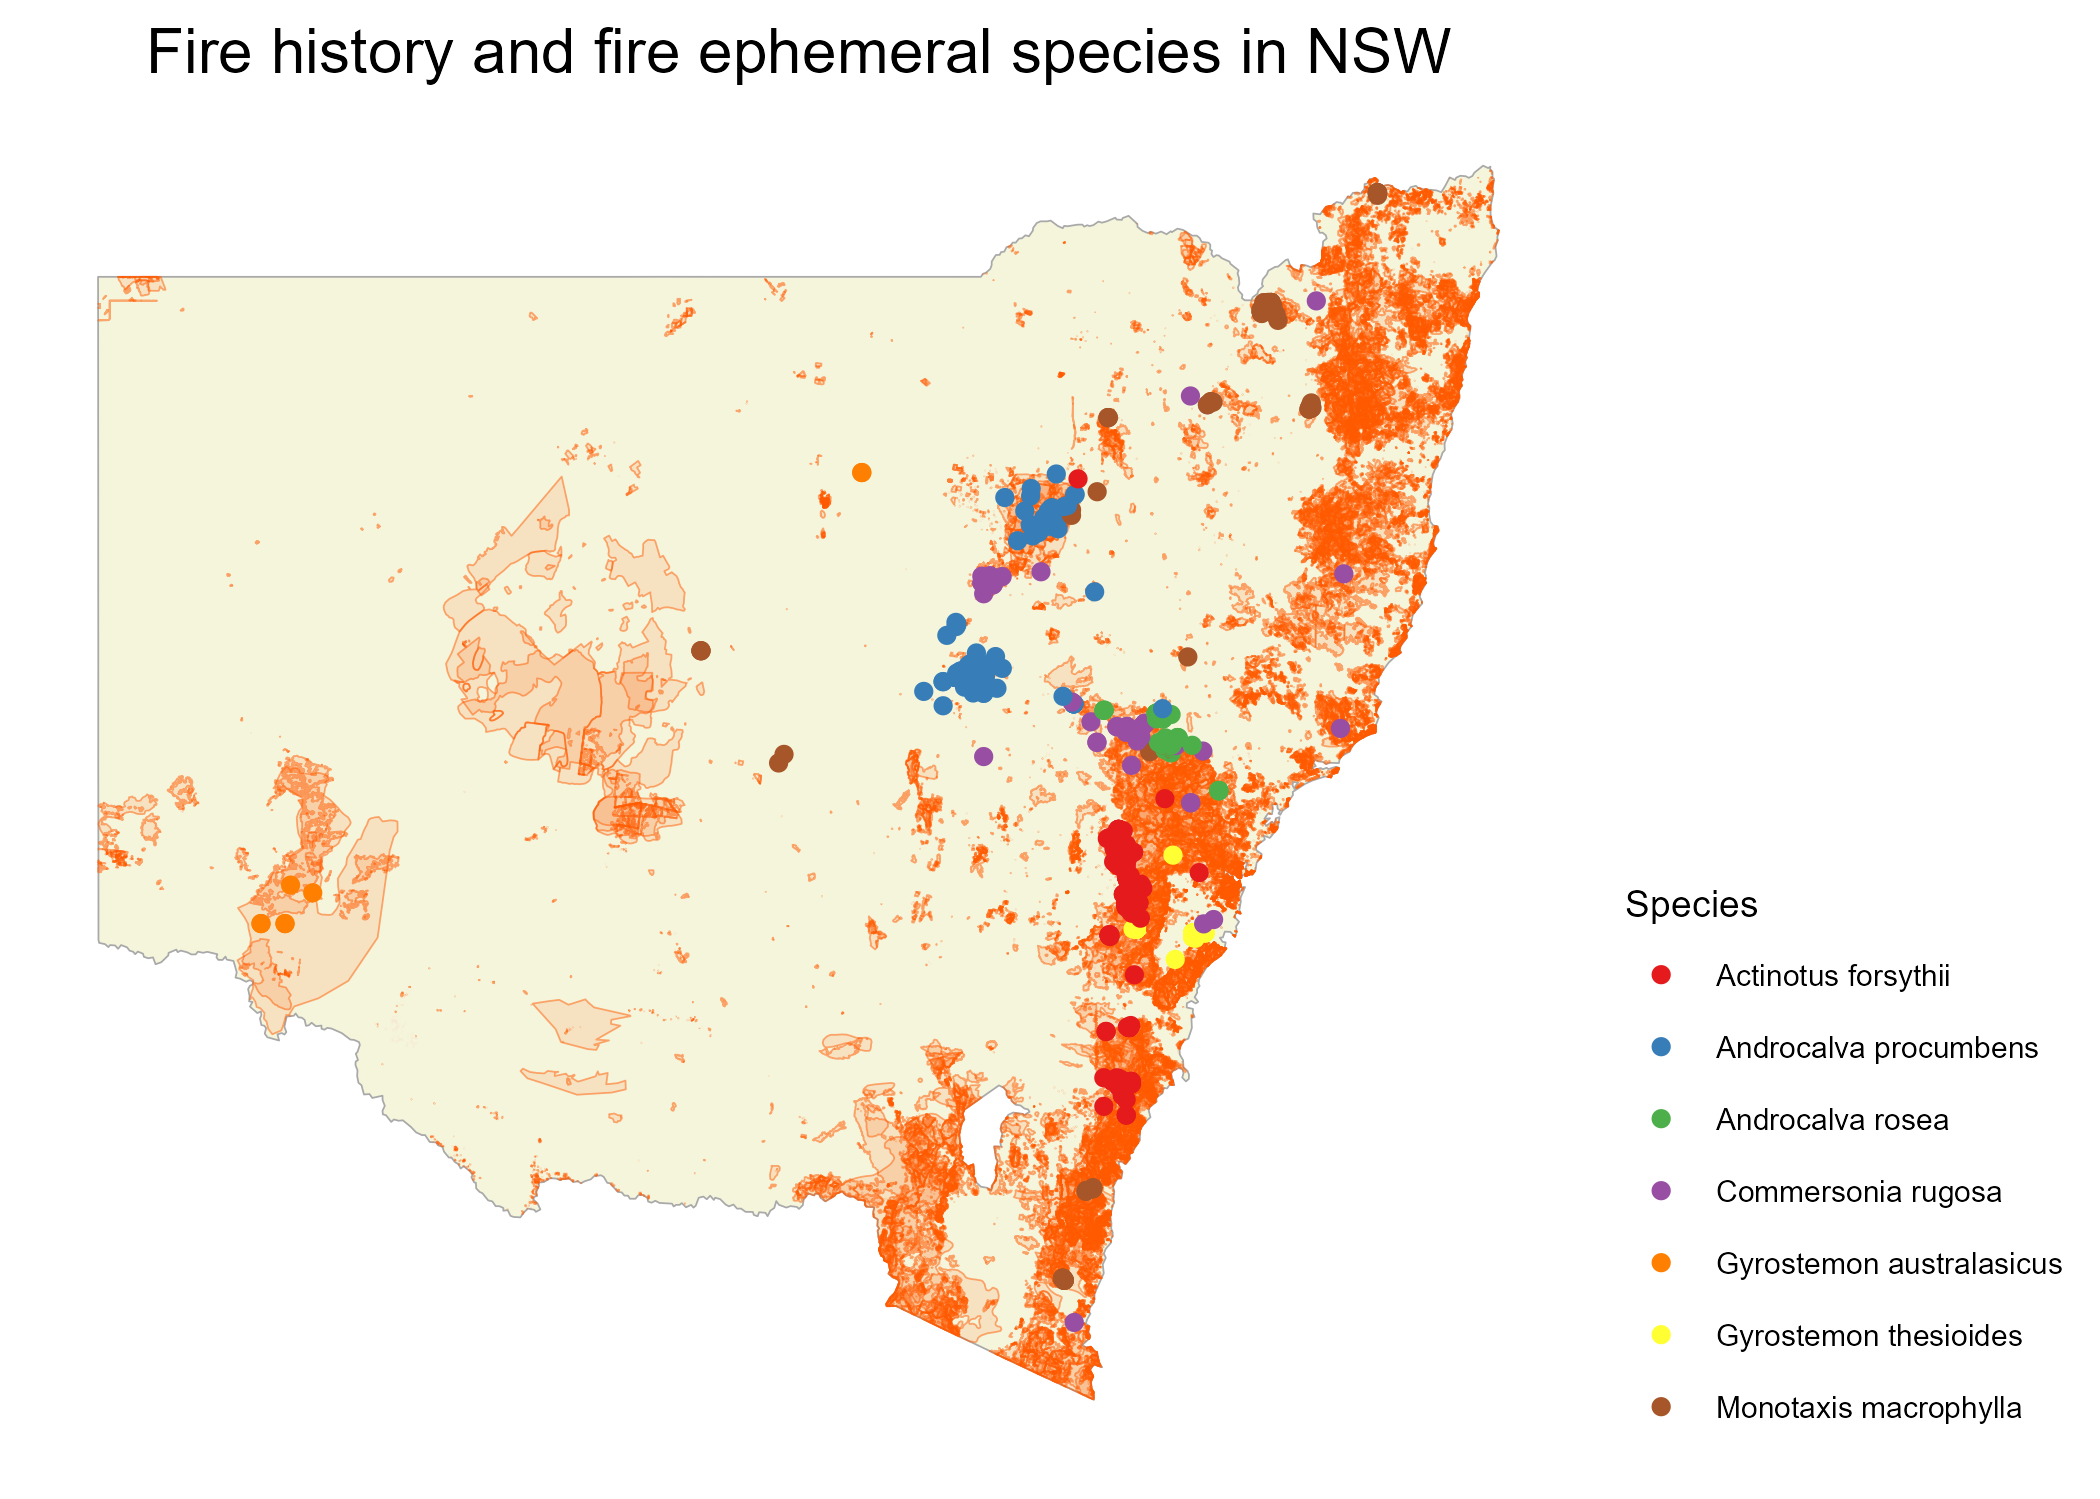 Fire history and fire ephemeral species in NSW
Species
Actinotus forsythii
Androcalva procumbens
Androcalva rosea
Commersonia rugosa
Gyrostemon australasicus
Gyrostemon thesioides
Monotaxis macrophylla